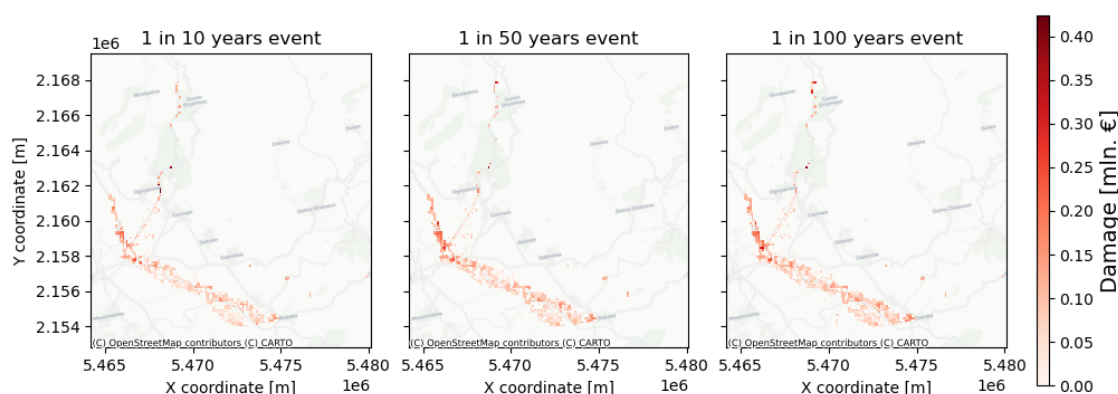 1 in 10 years event
1 in 50 years event
1 in 100 years event
1e6
2.168
2.166
2.164
2.162
2.160
2.158
2.156
2.154
Y coordinate [m]
(C) OpenStreetMap contributors (C) CARTO
(C) OpenStreetMap contributors (C) CARTO
(C) OpenStreetMap contributors (C) CARTO
5.465
5.470
5.475
5.480
5.465
5.470
5.475
5.480
5.465
5.470
5.475
5.480
X coordinate [m]
1e6
X coordinate [m]
1e6
X coordinate [m]
1e6
0.40
0.35
0.30
0.25
0.20
0.15
0.10
0.05
0.00
Damage [mln. €]